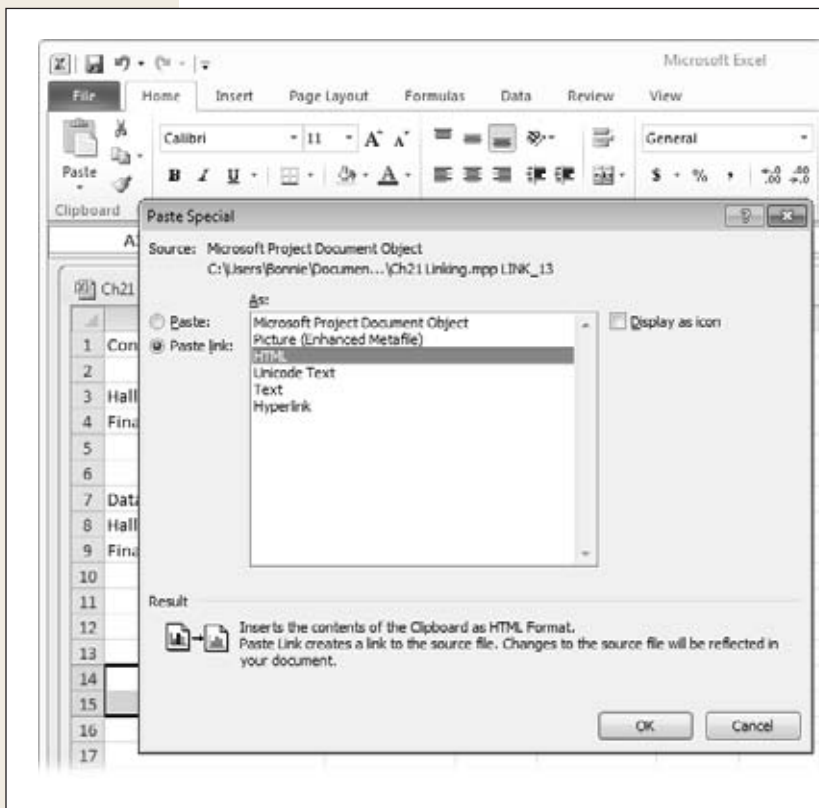 Microsoft Excel
File Home Insert Page Layout Formulas Data Review View
Calibri 11 A A General
Paste B I U A $ % , .00 .00
Clipboard
Paste Special
A
Source: Microsoft Project Document Object
C:\Users\Bonnie\Documen...\Ch21 Linking.mpp LINK_13
Ch21
As:
Paste:
Paste link:
Microsoft Project Document Object
Picture (Enhanced Metafile)
HTML
Unicode Text
Text
Hyperlink
Display as icon
1 Con
2
3 Hall
4 Fina
5
6
7 Data
8 Hall
9 Fina
10
11
12
13
14
15
16
17
Result
Inserts the contents of the Clipboard as HTML Format.
Paste Link creates a link to the source file. Changes to the source file will be reflected in
your document.
OK Cancel